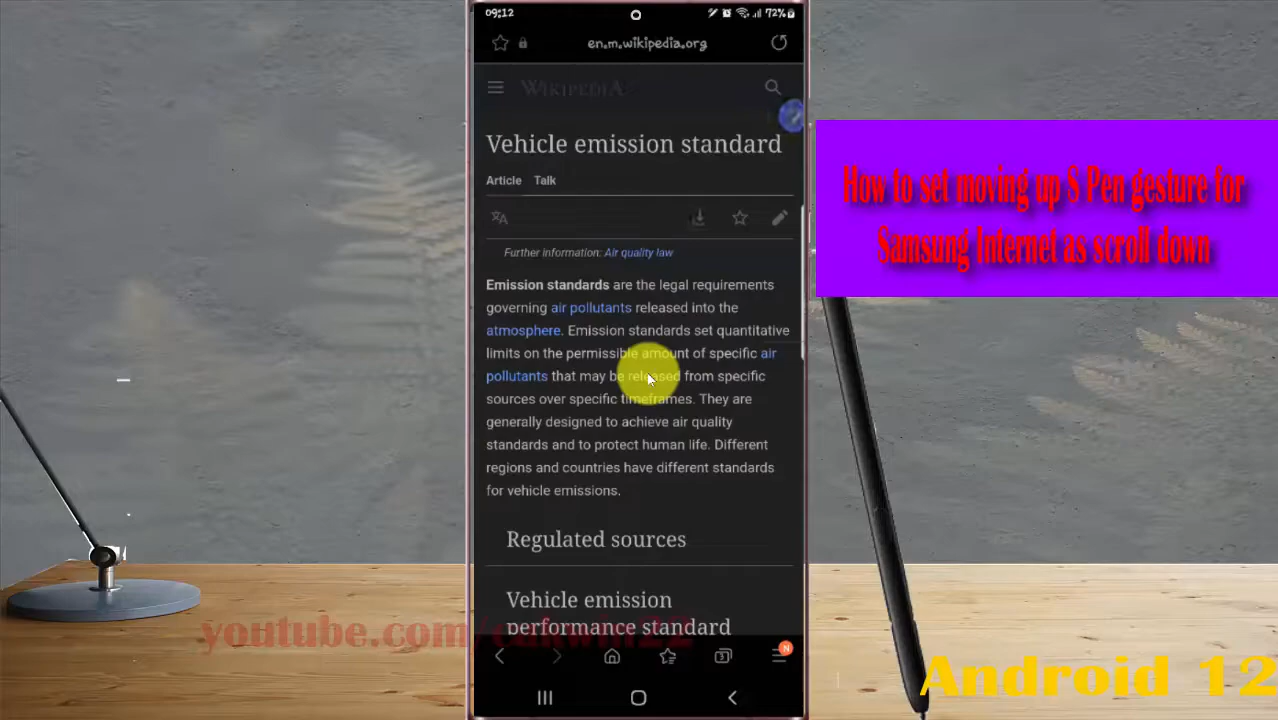 09:12
72%
en.m.wikipedia.org
WIKIPEDIA
Vehicle emission standard
Article Talk
Further information: Air quality law
Emission standards are the legal requirements
governing air pollutants released into the
atmosphere. Emission standards set quantitative
limits on the permissible amount of specific air
pollutants that may be released from specific
sources over specific timeframes. They are
generally designed to achieve air quality
standards and to protect human life. Different
regions and countries have different standards
for vehicle emissions.
Regulated sources
Vehicle emission
performance standard
3
N
How to set moving up S Pen gesture for
Samsung Internet as scroll down
youtube.com/
Android 12